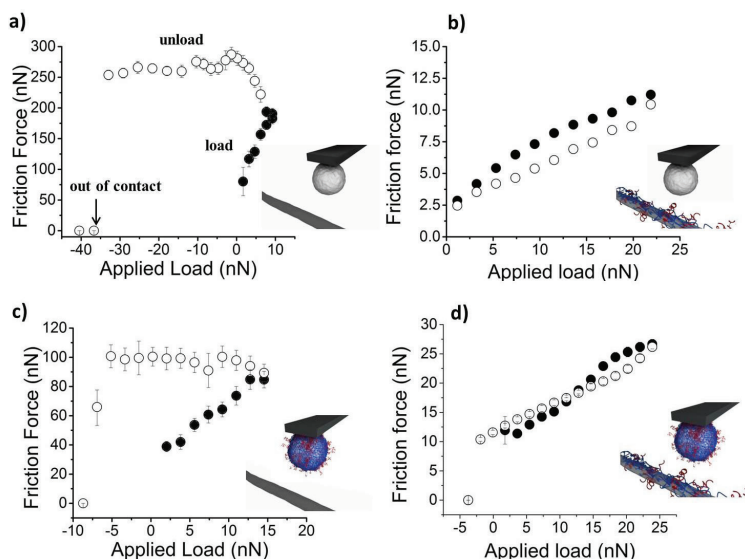 a)
Friction Force (nN)
300
250
200
150
100
50
0
unload
load
out of contact
-50 -40 -30 -20 -10 0 10
Applied Load (nN)
b)
Friction force (nN)
15.0
12.5
10.0
7.5
5.0
2.5
0.0
0 5 10 15 20 25
Applied load (nN)
c)
Friction Force (nN)
120
100
80
60
40
20
0
-10 -5 0 5 10 15 20
Applied Load (nN)
d)
Friction force (nN)
30
25
20
15
10
5
0
-5 0 5 10 15 20 25
Applied load (nN)